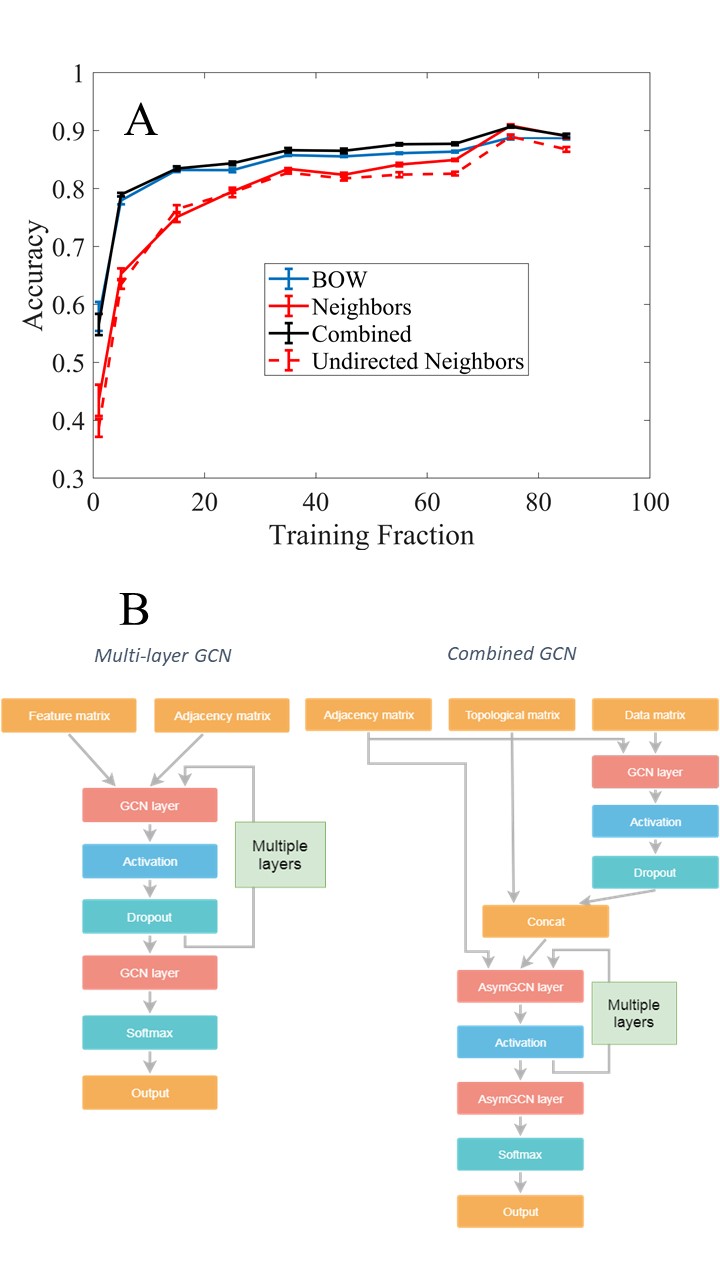 A
1
0.9
0.8
0.7
0.6
0.5
0.4
0.3
Accuracy
BOW
Neighbors
Combined
Undirected Neighbors
0 20 40 60 80 100
Training Fraction
B
Multi-layer GCN
Feature matrix
Adjacency matrix
GCN layer
Activation
Dropout
Multiple
layers
GCN layer
Softmax
Output
Combined GCN
Adjacency matrix
Topological matrix
Data matrix
GCN layer
Activation
Dropout
Concat
AsymGCN layer
Activation
Multiple
layers
AsymGCN layer
Softmax
Output